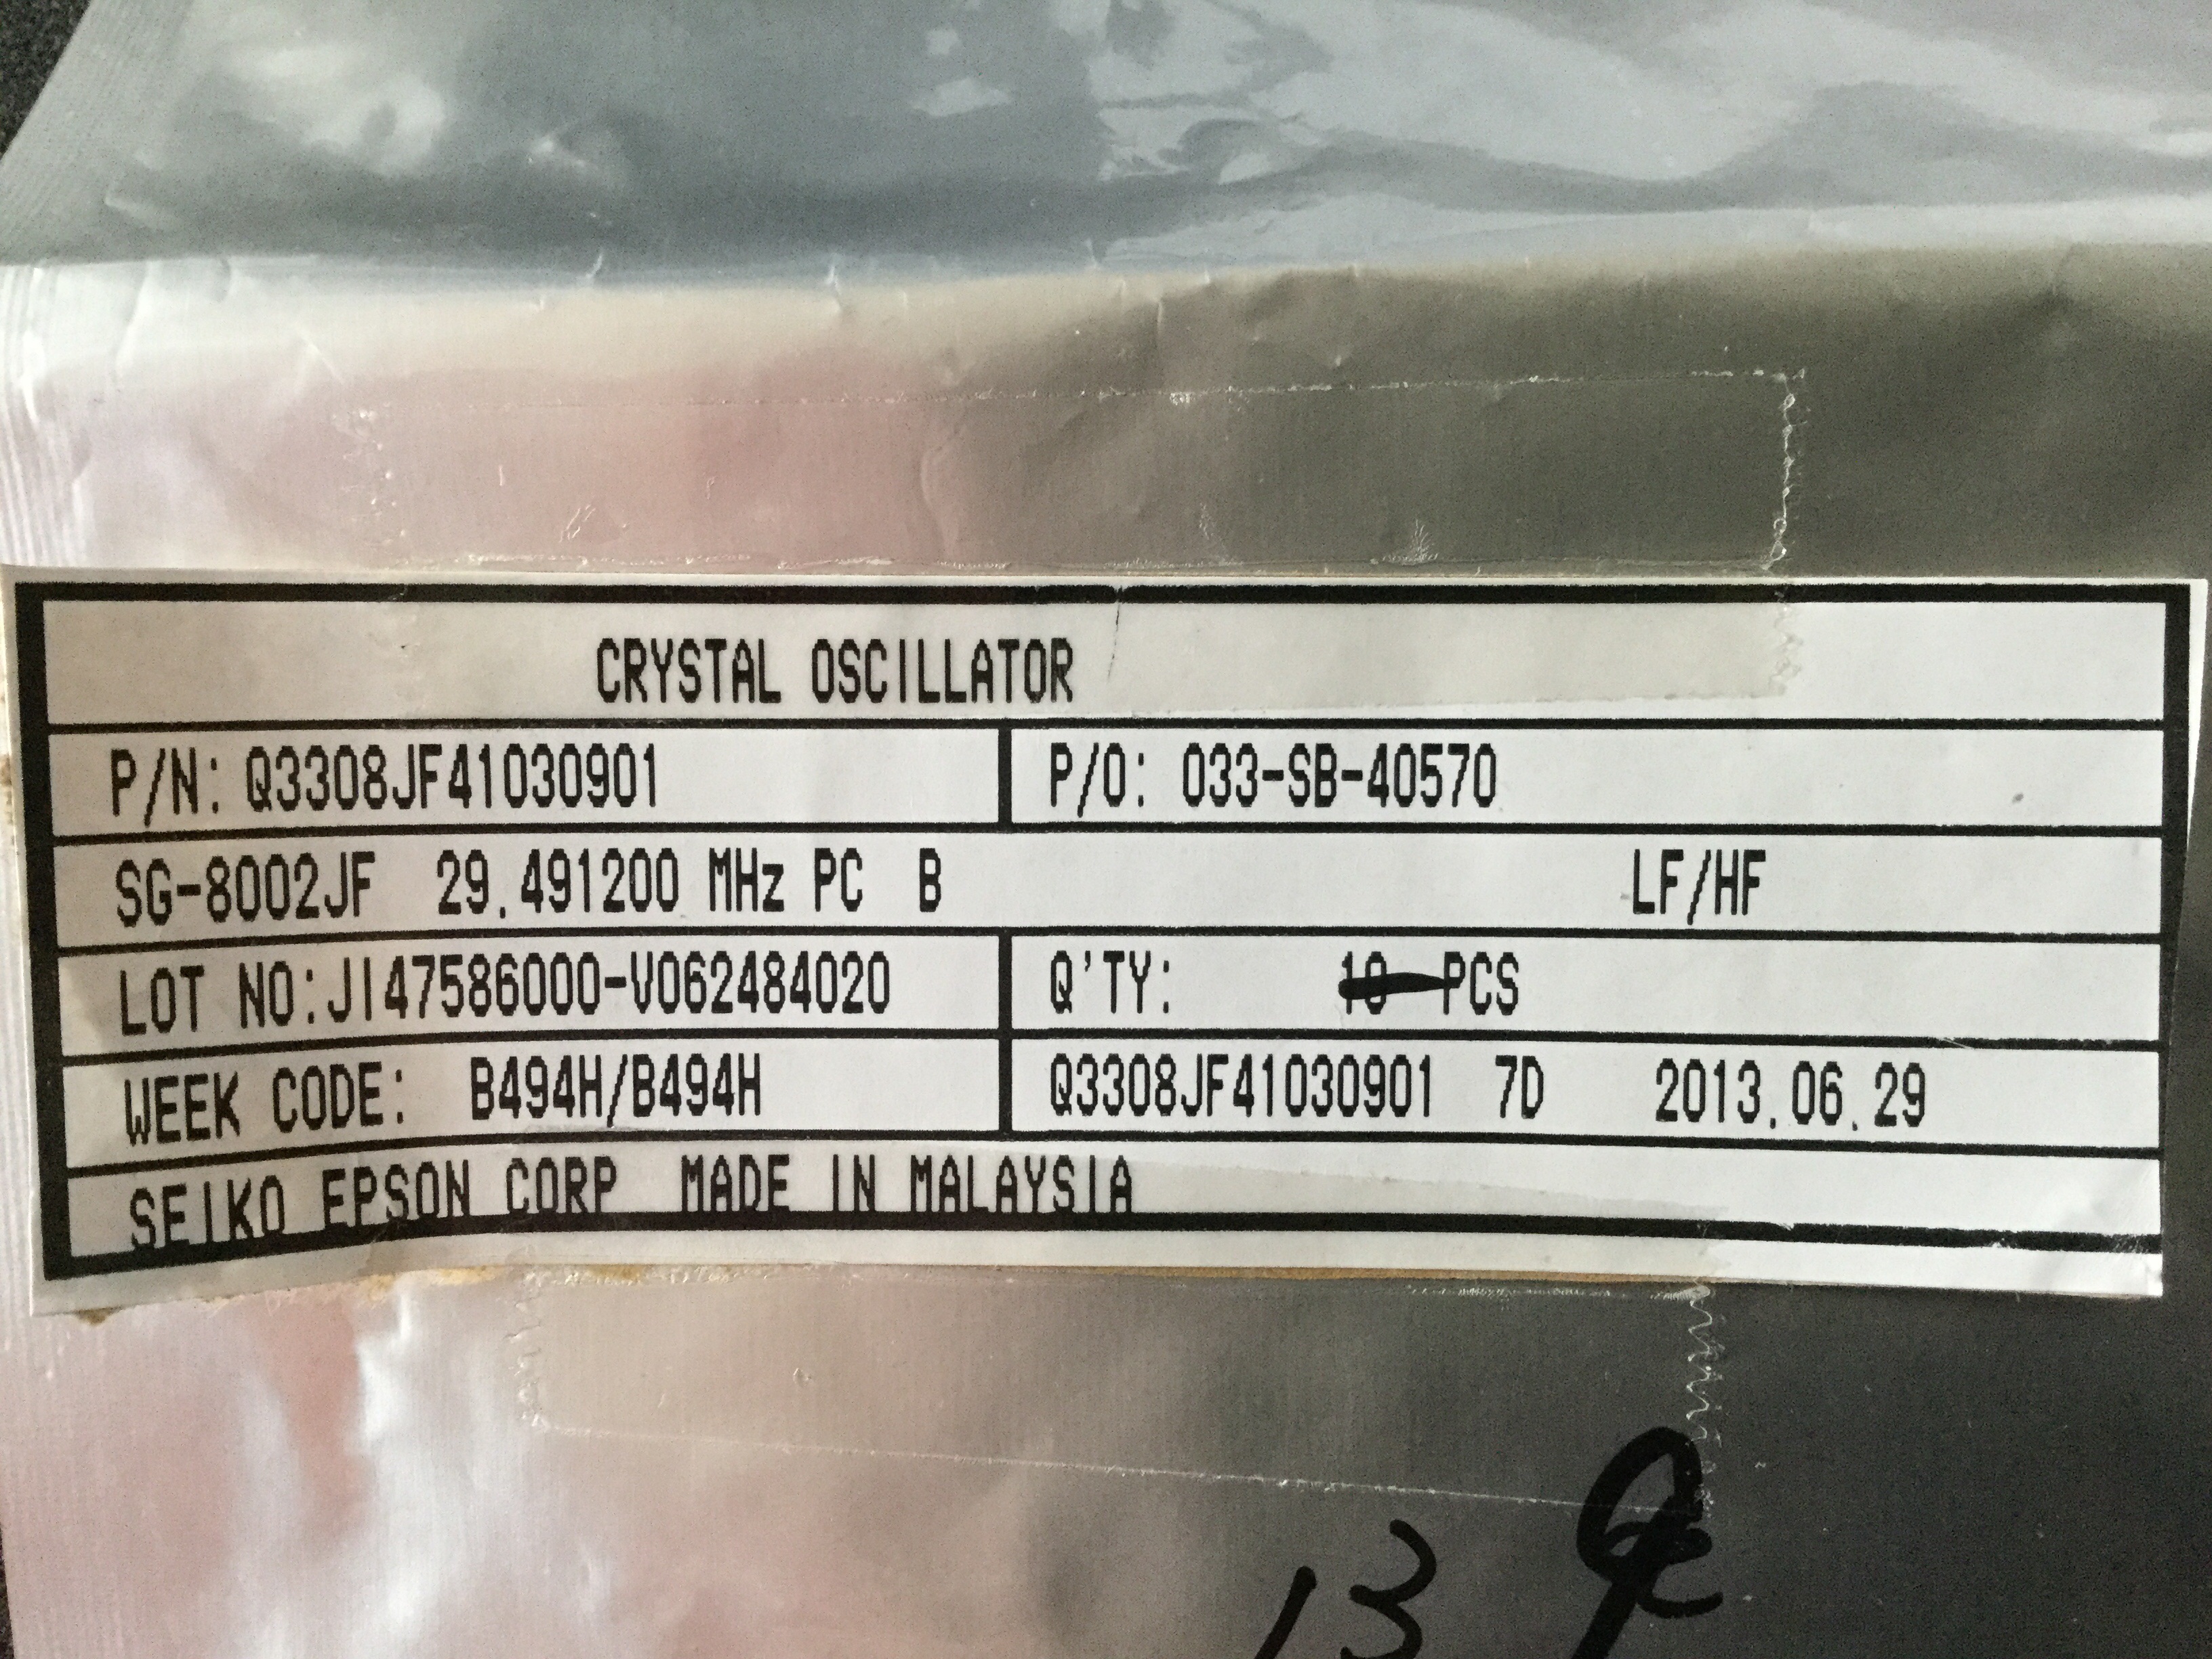 CRYSTAL OSCILLATOR
P/N: Q3308JF41030901 P/O: 033-SB-40570
SG-8002JF 29.491200 MHz PC B LF/HF
LOT NO:JI47586000-V062484020 Q'TY: 10 PCS
WEEK CODE: B494H/B494H Q3308JF41030901 7D 2013.06.29
SEIKO EPSON CORP MADE IN MALAYSIA
13